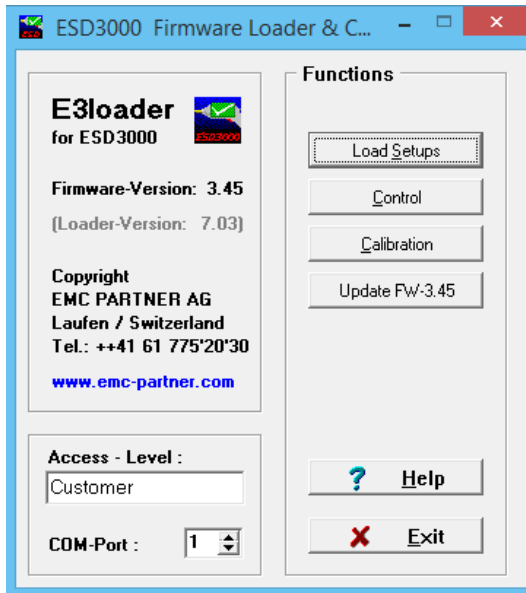 ESD3000 Firmware Loader & C...
E3loader
for ESD3000
ESD3000
Firmware-Version: 3.45
(Loader-Version: 7.03)
Copyright
EMC PARTNER AG
Laufen / Switzerland
Tel.: ++41 61 775'20'30
www.emc-partner.com
Access - Level :
Customer
COM-Port : 1
Functions
Load Setups
Control
Calibration
Update FW-3.45
? Help
Exit